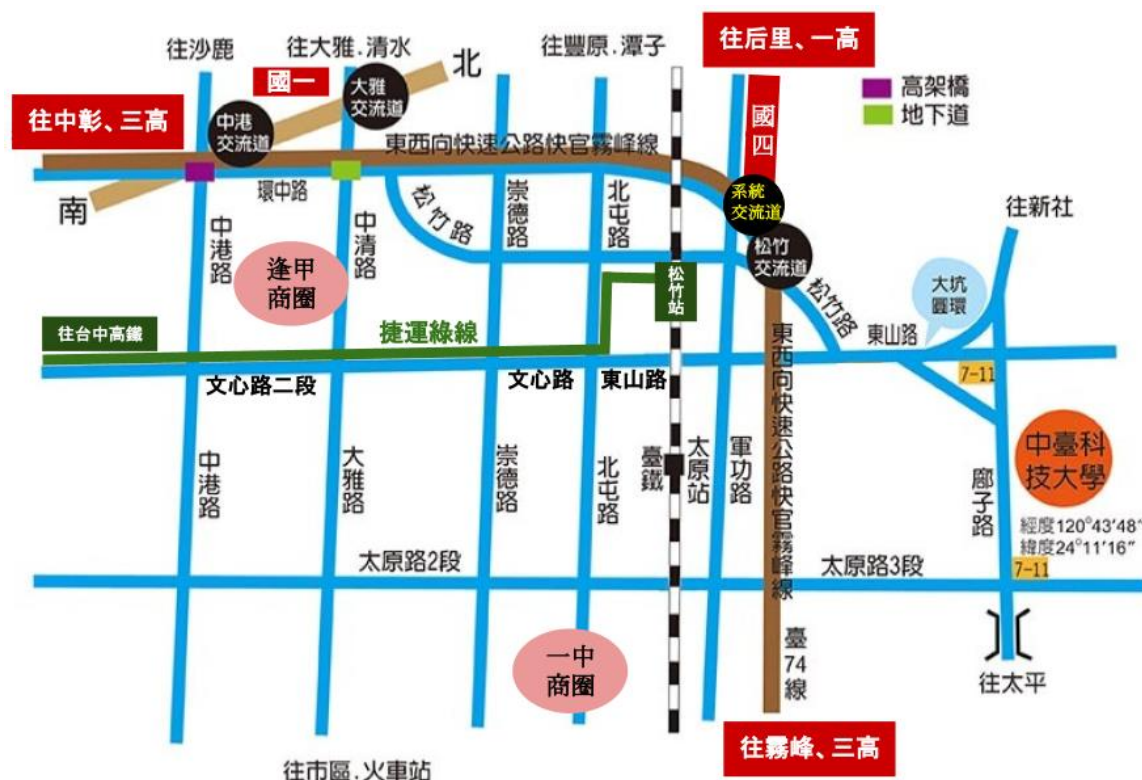 往沙鹿
往大雅.清水
往豐原.潭子
往后里、一高
國一
北
大雅
交流道
高架橋
地下道
往中彰、三高
中港
交流道
國四
東西向快速公路快官霧峰線
系統
交流道
南
環中路
松竹路
崇德路
北屯路
往新社
中港路
中清路
松竹
交流道
逢甲
商圈
松竹站
松竹路
大坑
圓環
往台中高鐵
捷運綠線
東山路
東西向快速公路快官霧峰線
文心路二段
文心路
東山路
7-11
中臺科
技大學
中港路
大雅路
崇德路
北屯路
臺鐵
太原站
軍功路
廍子路
經度120°43'48"
緯度24°11'16"
太原路2段
太原路3段
7-11
一中
商圈
臺74線
往太平
往霧峰、三高
往市區.火車站